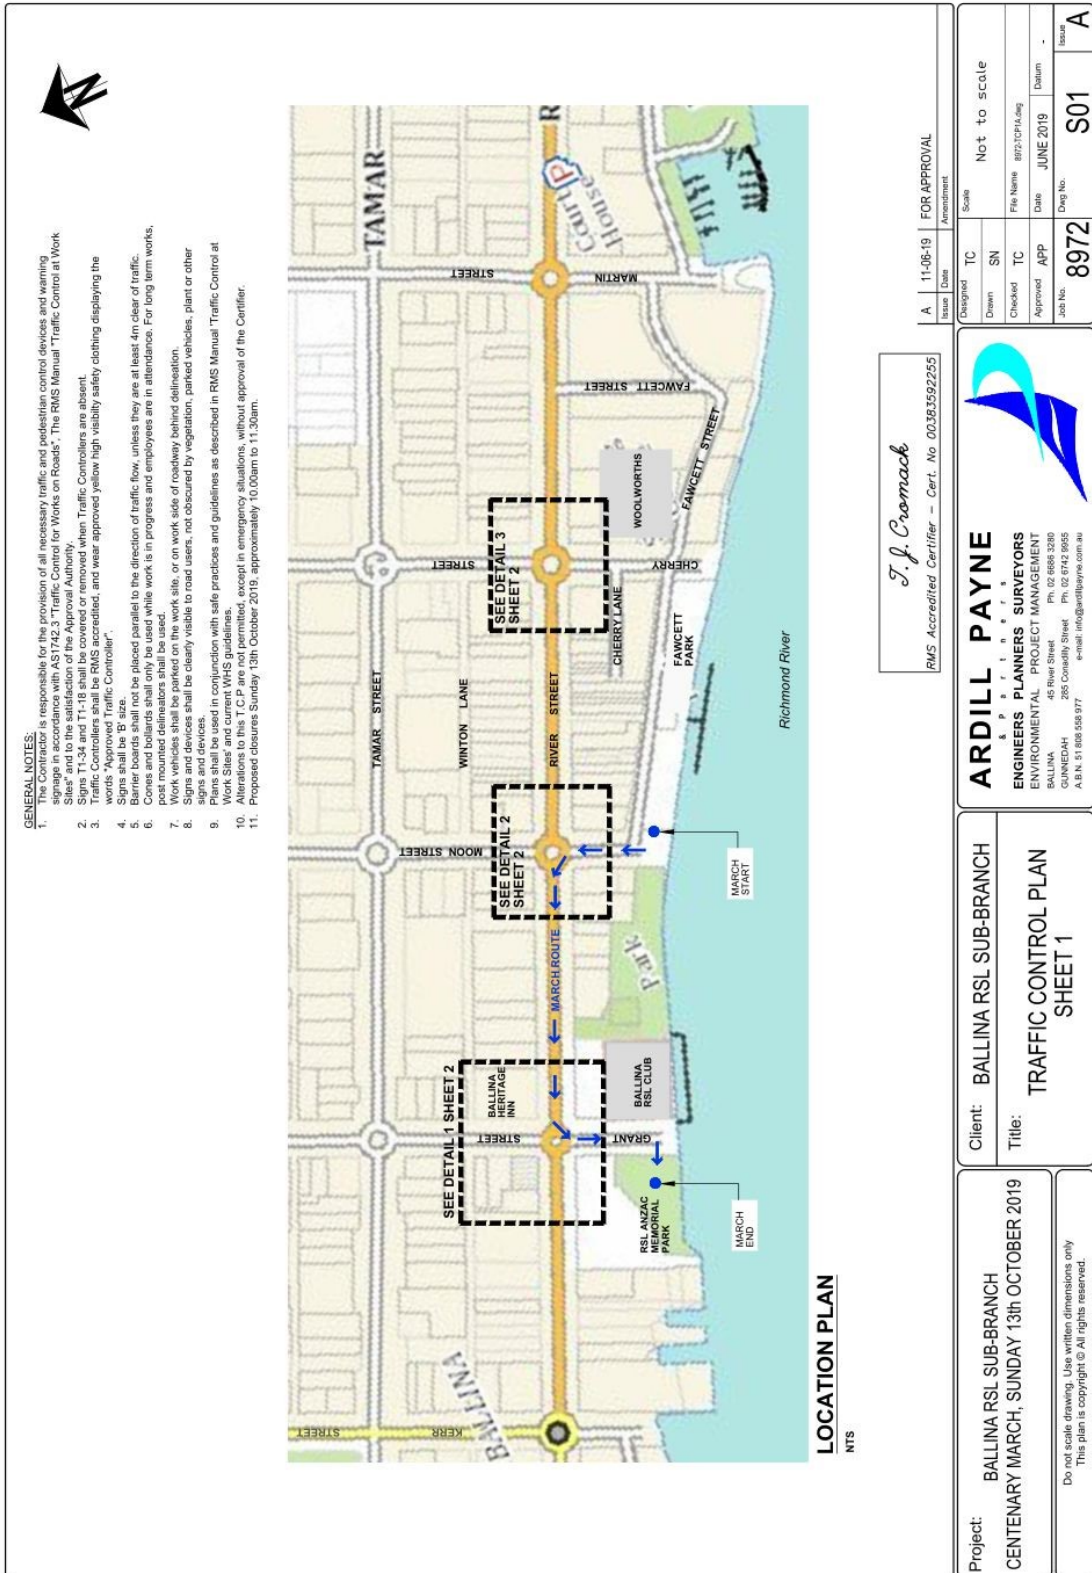 GENERAL NOTES:
1. The Contractor is responsible for the provision of all necessary traffic and pedestrian control devices and warning
signage in accordance with AS1742.3 "Traffic Control for Works on Roads", The RMS Manual "Traffic Control at Work
Sites" and to the satisfaction of the Approval Authority.
2. Signs T1-34 and T1-18 shall be covered or removed when Traffic Controllers are absent.
3. Traffic Controllers shall be RMS accredited, and wear approved yellow high visibilty safety clothing displaying the
words "Approved Traffic Controller".
4. Signs shall be 'B' size.
5. Barrier boards shall not be placed parallel to the direction of traffic flow, unless they are at least 4m clear of traffic.
6. Cones and bollards shall only be used while work is in progress and employees are in attendance. For long term works,
post mounted delineators shall be used.
7. Work vehicles shall be parked on the work site, or on work side of roadway behind delineation.
8. Signs and devices shall be clearly visible to road users, not obscured by vegetation, parked vehicles, plant or other
signs and devices.
9. Plans shall be used in conjunction with safe practices and guidelines as described in RMS Manual 'Traffic Control at
Work Sites' and current WHS guidelines.
10. Alterations to this T.C.P are not permitted, except in emergency situations, without approval of the Certifier.
11. Proposed closures Sunday 13th October 2019, approximately 10.00am to 11.30am.
N
STREET
KERR
BALLINA
TAMAR STREET
TAMAR
WINTON LANE
SEE DETAIL 1 SHEET 2
BALLINA
HERITAGE
INN
STREET
GRANT
MARCH ROUTE
SEE DETAIL 2
SHEET 2
MOON STREET
RIVER STREET
SEE DETAIL 3
SHEET 2
STREET
CHERRY
CHERRY LANE
WOOLWORTHS
FAWCETT STREET
FAWCETT STREET
FAWCETT
PARK
STREET
MARTIN
P
Court
House
R
BALLINA
RSL CLUB
Park
RSL ANZAC
MEMORIAL
PARK
MARCH
END
MARCH
START
Richmond River
LOCATION PLAN
NTS
T. J. Cromack
RMS Accredited Certifier - Cert. No 00383592255
A 11-06-19 FOR APPROVAL
Issue Date Amendment
Project: BALLINA RSL SUB-BRANCH
CENTENARY MARCH, SUNDAY 13th OCTOBER 2019
Do not scale drawing. Use written dimensions only
This plan is copyright © All rights reserved.
Client: BALLINA RSL SUB-BRANCH
Title: TRAFFIC CONTROL PLAN
SHEET 1
ARDILL PAYNE
& Partners
ENGINEERS PLANNERS SURVEYORS
ENVIRONMENTAL PROJECT MANAGEMENT
BALLINA 45 River Street Ph. 02 6686 3280
GUNNEDAH 285 Conadilly Street Ph. 02 6742 9955
A.B.N. 51 808 558 977 e-mail: info@ardillpayne.com.au
Designed TC
Drawn SN
Checked TC
Approved APP
Scale Not to scale
File Name 8972-TCP1A.dwg
Date JUNE 2019
Datum -
Job No. 8972
Dwg No. S01
Issue A